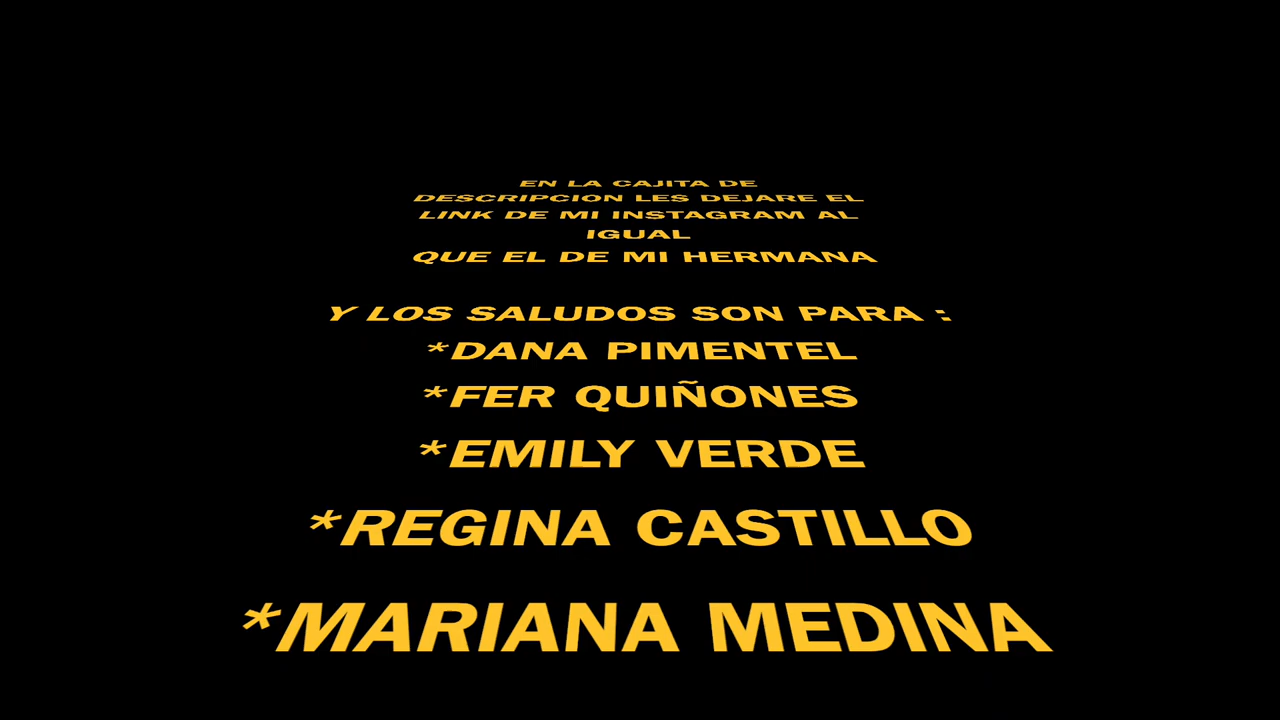 EN LA CAJITA DE
DESCRIPCION LES DEJARE EL
LINK DE MI INSTAGRAM AL
IGUAL
QUE EL DE MI HERMANA
Y LOS SALUDOS SON PARA :
*DANA PIMENTEL
*FER QUIÑONES
*EMILY VERDE
*REGINA CASTILLO
*MARIANA MEDINA